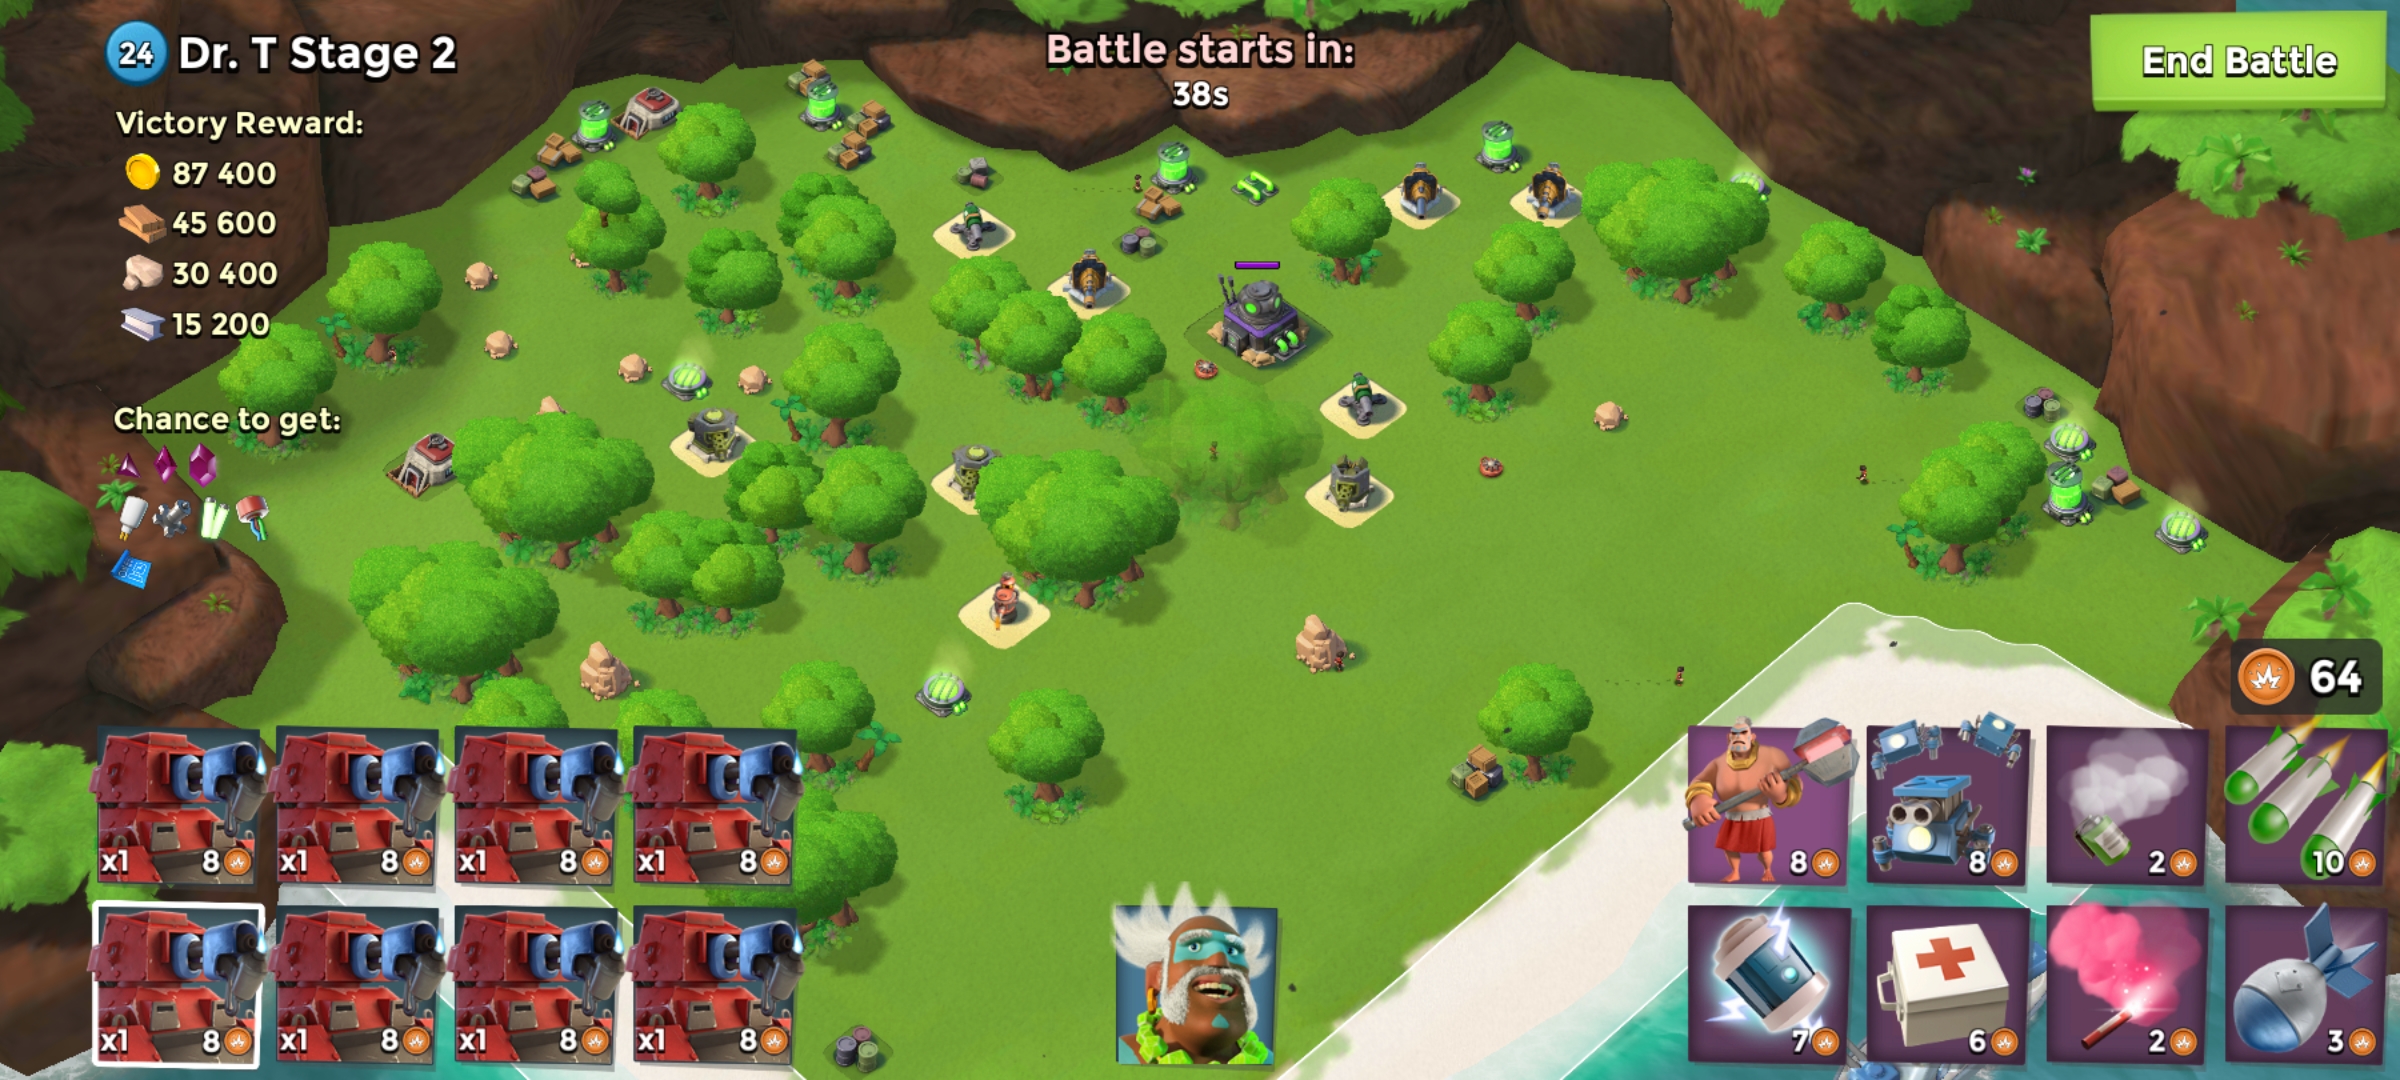 24 Dr. T Stage 2
Battle starts in:
38s
End Battle
Victory Reward:
87 400
45 600
30 400
15 200
Chance to get:
64
x1 8
x1 8
x1 8
x1 8
8
8
2
10
x1 8
x1 8
x1 8
x1 8
7
6
2
3